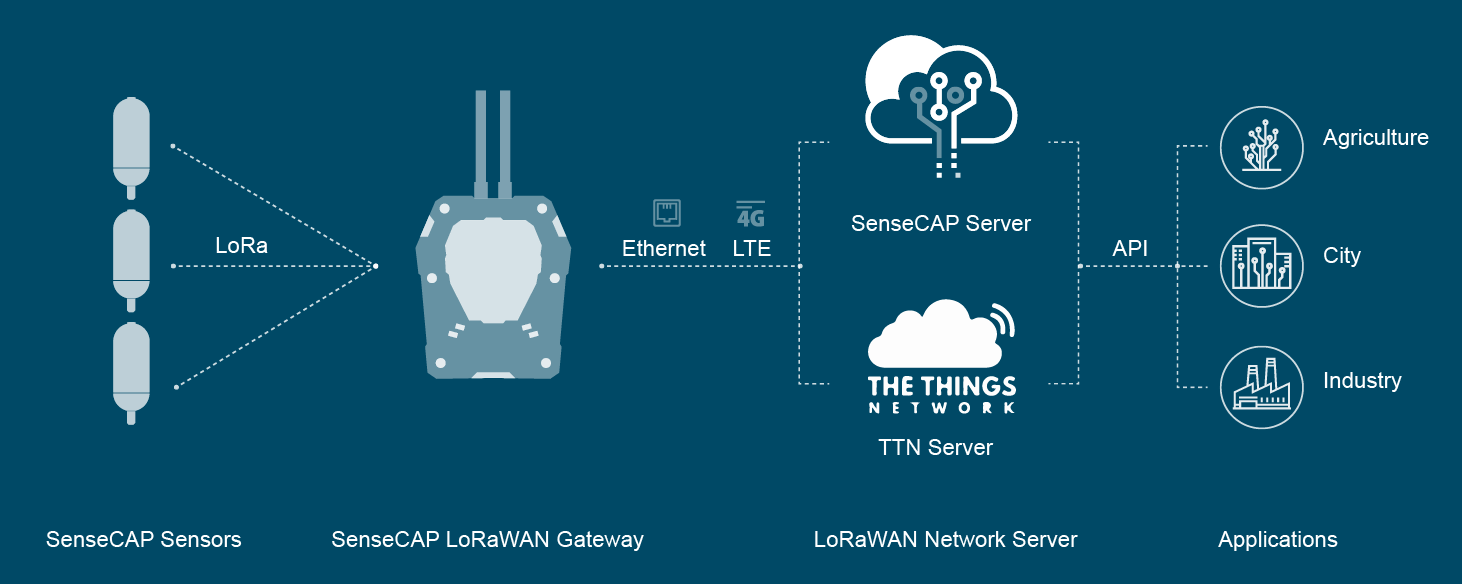 LoRa
Ethernet
4G
LTE
SenseCAP Server
THE THINGS
NETWORK
TTN Server
API
Agriculture
City
Industry
SenseCAP Sensors
SenseCAP LoRaWAN Gateway
LoRaWAN Network Server
Applications